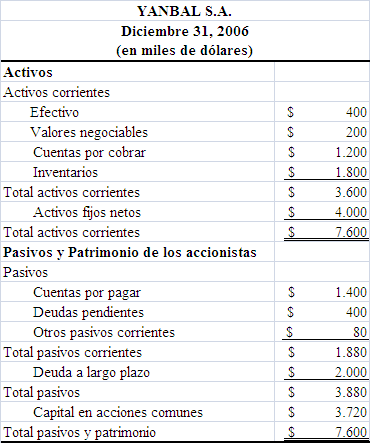 YANBAL S.A.
Diciembre 31, 2006
(en miles de dólares)
Activos
Activos corrientes
Efectivo $ 400
Valores negociables $ 200
Cuentas por cobrar $ 1.200
Inventarios $ 1.800
Total activos corrientes $ 3.600
Activos fijos netos $ 4.000
Total activos corrientes $ 7.600
Pasivos y Patrimonio de los accionistas
Pasivos
Cuentas por pagar $ 1.400
Deudas pendientes $ 400
Otros pasivos corrientes $ 80
Total pasivos corrientes $ 1.880
Deuda a largo plazo $ 2.000
Total pasivos $ 3.880
Capital en acciones comunes $ 3.720
Total pasivos y patrimonio $ 7.600